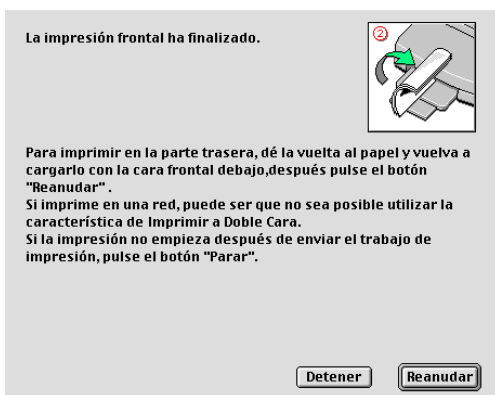 La impresión frontal ha finalizado.
2
Para imprimir en la parte trasera, dé la vuelta al papel y vuelva a
cargarlo con la cara frontal debajo,después pulse el botón
"Reanudar" .
Si imprime en una red, puede ser que no sea posible utilizar la
característica de Imprimir a Doble Cara.
Si la impresión no empieza después de enviar el trabajo de
impresión, pulse el botón "Parar".
Detener
Reanudar